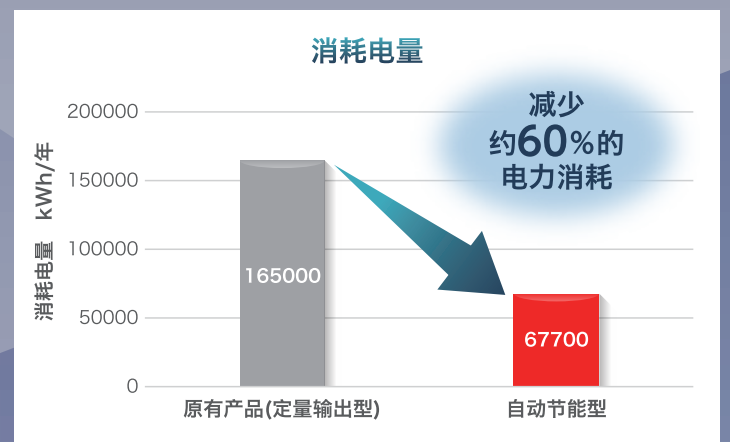 消耗电量
减少
约60%的
电力消耗
消耗电量 kWh/年
200000
150000
100000
50000
0
165000
67700
原有产品(定量输出型)
自动节能型